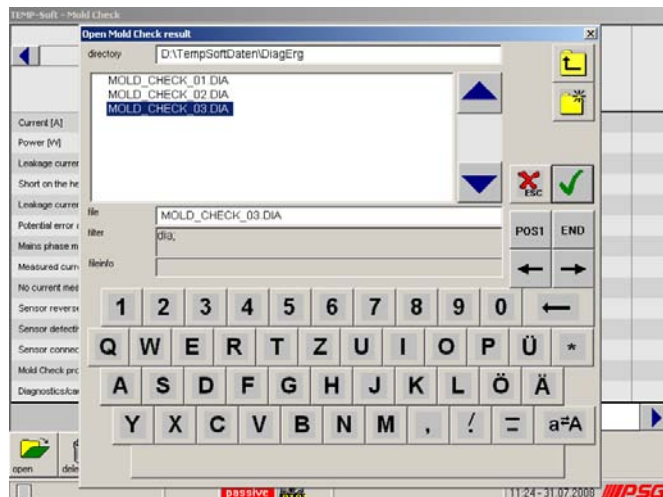 TEMP-Soft - Mold Check
Open Mold Check result
directory D:\TempSoftDaten\DiagErg
MOLD_CHECK_01.DIA
MOLD_CHECK_02.DIA
MOLD_CHECK_03.DIA
ESC
file MOLD_CHECK_03.DIA
filter dia;
fileinfo
POS1 END
Current [A]
Power [W]
Leakage curren
Short on the he
Leakage curren
Potential error
Mains phase m
Measured curr
No current mea
Sensor reverse
Sensor detecti
Sensor connec
Mold Check pro
Diagnostics/car
1 2 3 4 5 6 7 8 9 0
Q W E R T Z U I O P Ü *
A S D F G H J K L Ö Ä
Y X C V B N M , ! = a⇄A
open dele
passive
11:24 - 31.07.2008
PSG